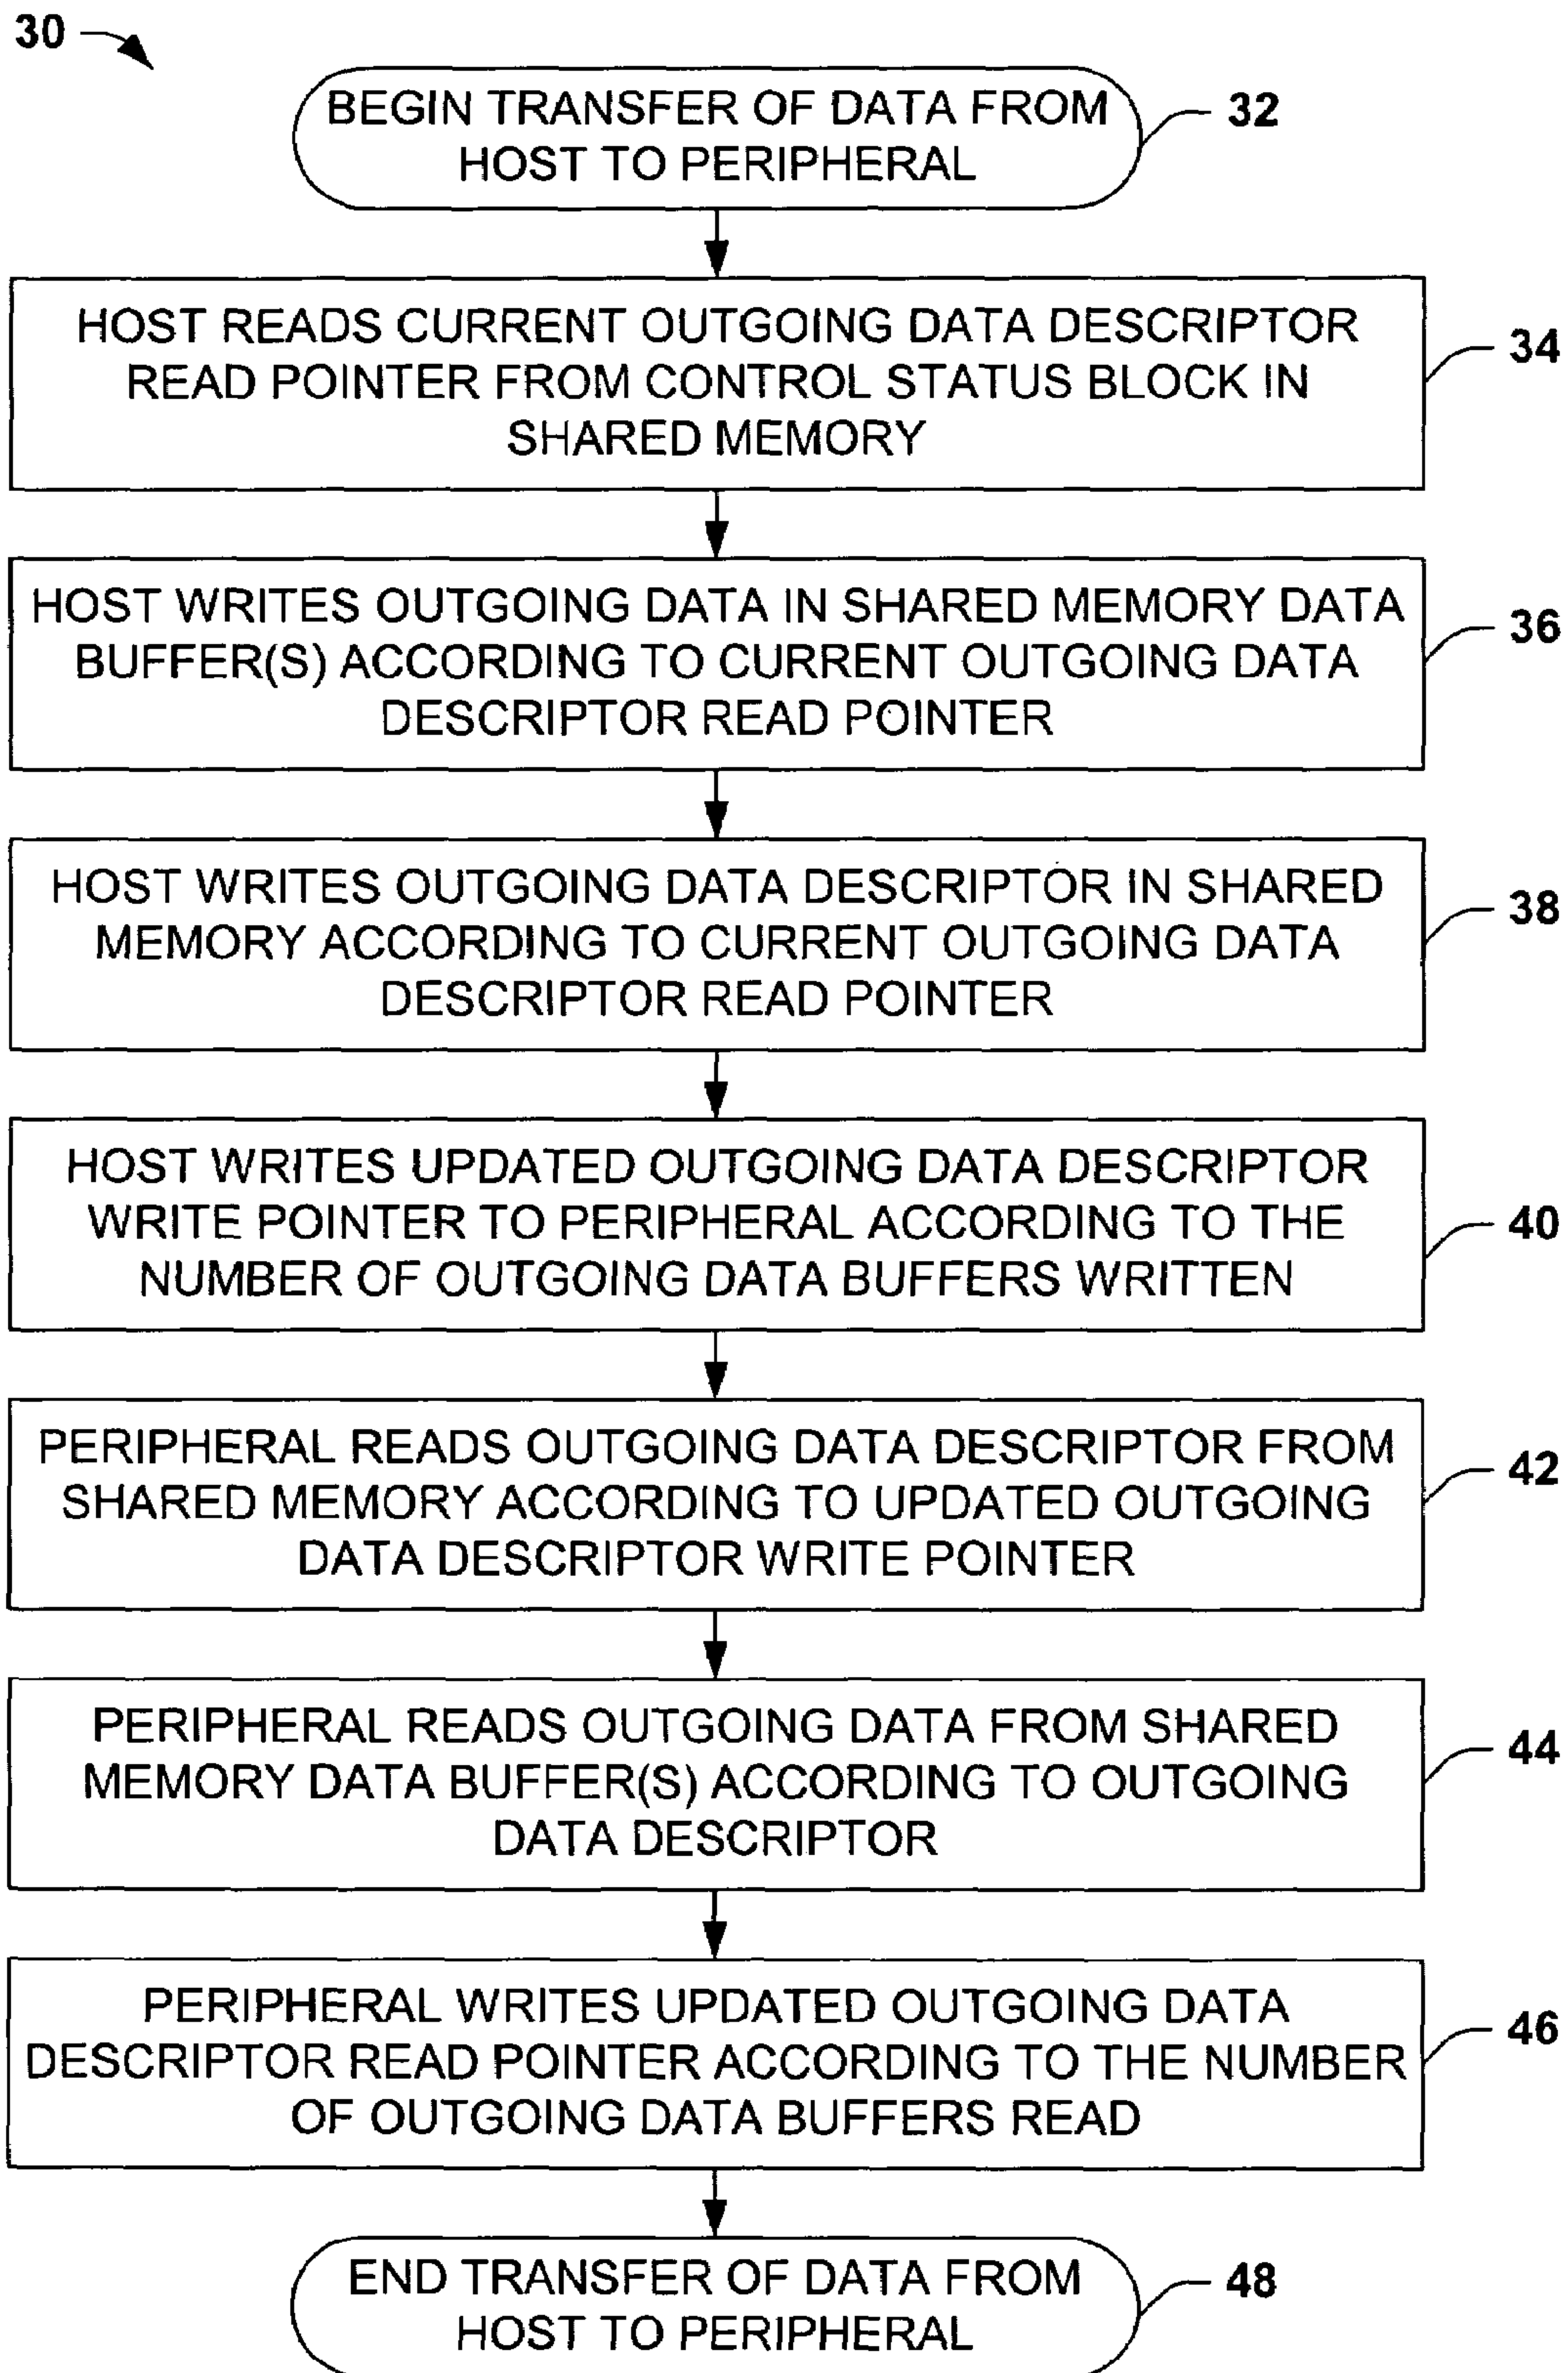 30
BEGIN TRANSFER OF DATA FROM
HOST TO PERIPHERAL
32
HOST READS CURRENT OUTGOING DATA DESCRIPTOR
READ POINTER FROM CONTROL STATUS BLOCK IN
SHARED MEMORY
34
HOST WRITES OUTGOING DATA IN SHARED MEMORY DATA
BUFFER(S) ACCORDING TO CURRENT OUTGOING DATA
DESCRIPTOR READ POINTER
36
HOST WRITES OUTGOING DATA DESCRIPTOR IN SHARED
MEMORY ACCORDING TO CURRENT OUTGOING DATA
DESCRIPTOR READ POINTER
38
HOST WRITES UPDATED OUTGOING DATA DESCRIPTOR
WRITE POINTER TO PERIPHERAL ACCORDING TO THE
NUMBER OF OUTGOING DATA BUFFERS WRITTEN
40
PERIPHERAL READS OUTGOING DATA DESCRIPTOR FROM
SHARED MEMORY ACCORDING TO UPDATED OUTGOING
DATA DESCRIPTOR WRITE POINTER
42
PERIPHERAL READS OUTGOING DATA FROM SHARED
MEMORY DATA BUFFER(S) ACCORDING TO OUTGOING
DATA DESCRIPTOR
44
PERIPHERAL WRITES UPDATED OUTGOING DATA
DESCRIPTOR READ POINTER ACCORDING TO THE NUMBER
OF OUTGOING DATA BUFFERS READ
46
END TRANSFER OF DATA FROM
HOST TO PERIPHERAL
48